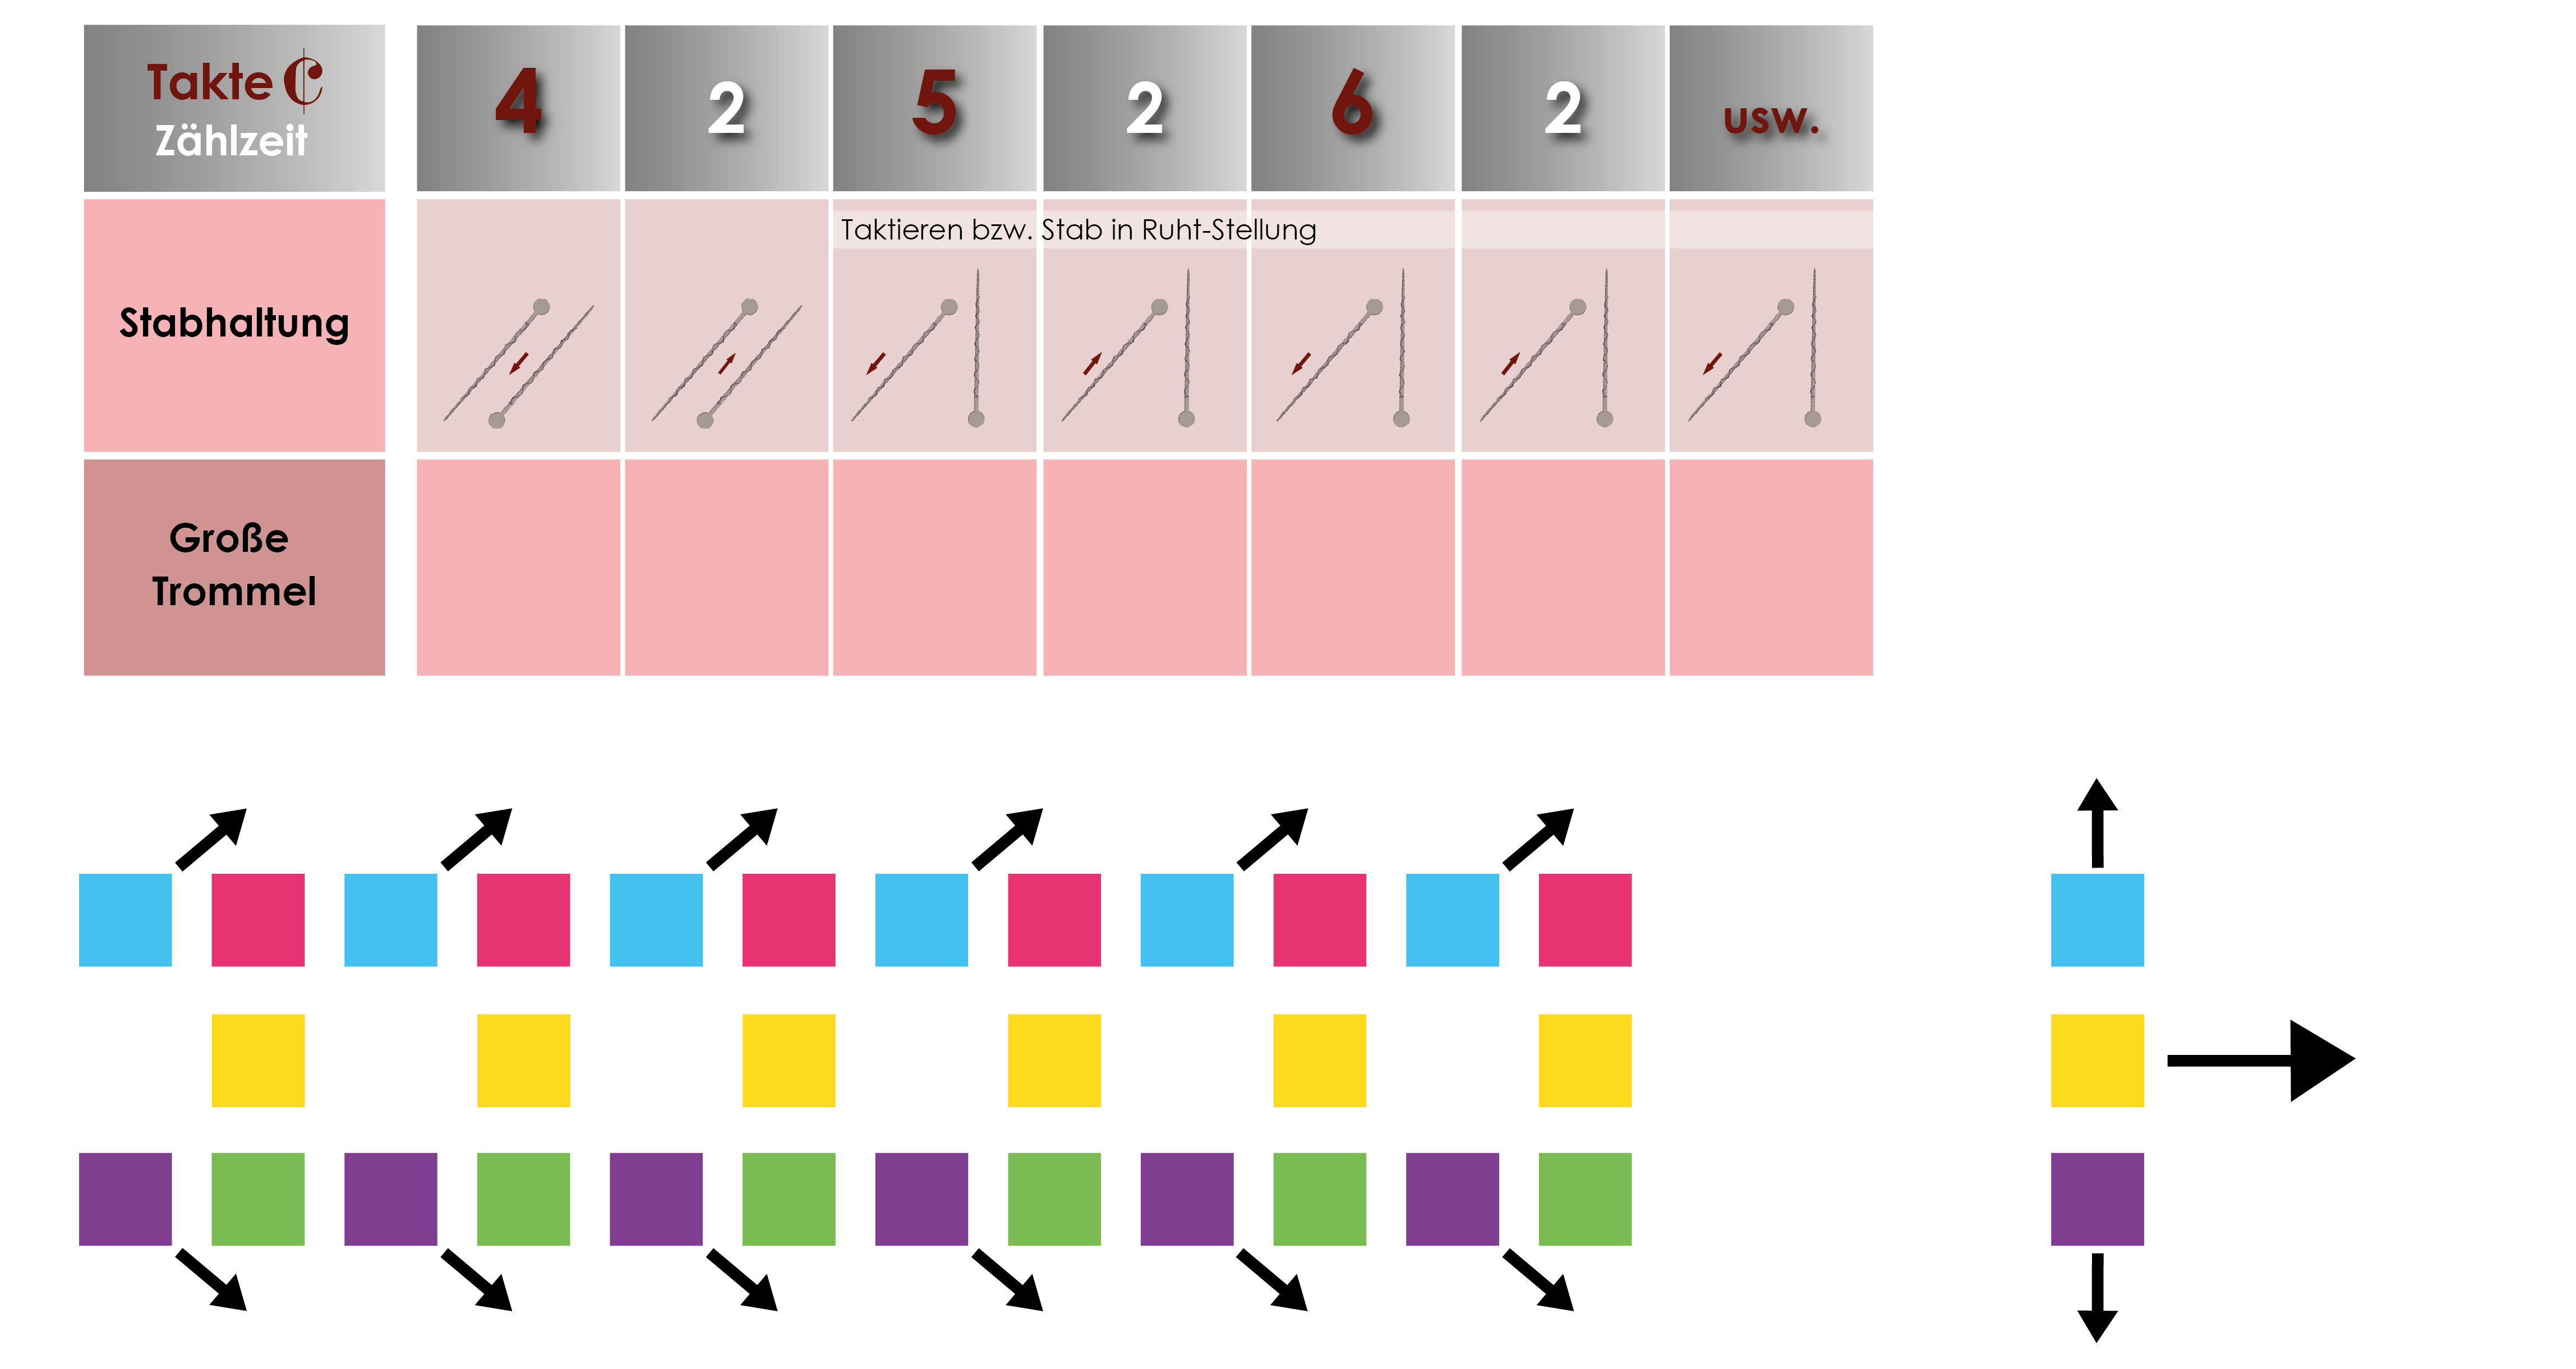 Takte 𝄵
Zählzeit
4 2 5 2 6 2 usw.
Taktieren bzw. Stab in Ruht-Stellung
Stabhaltung
Große
Trommel